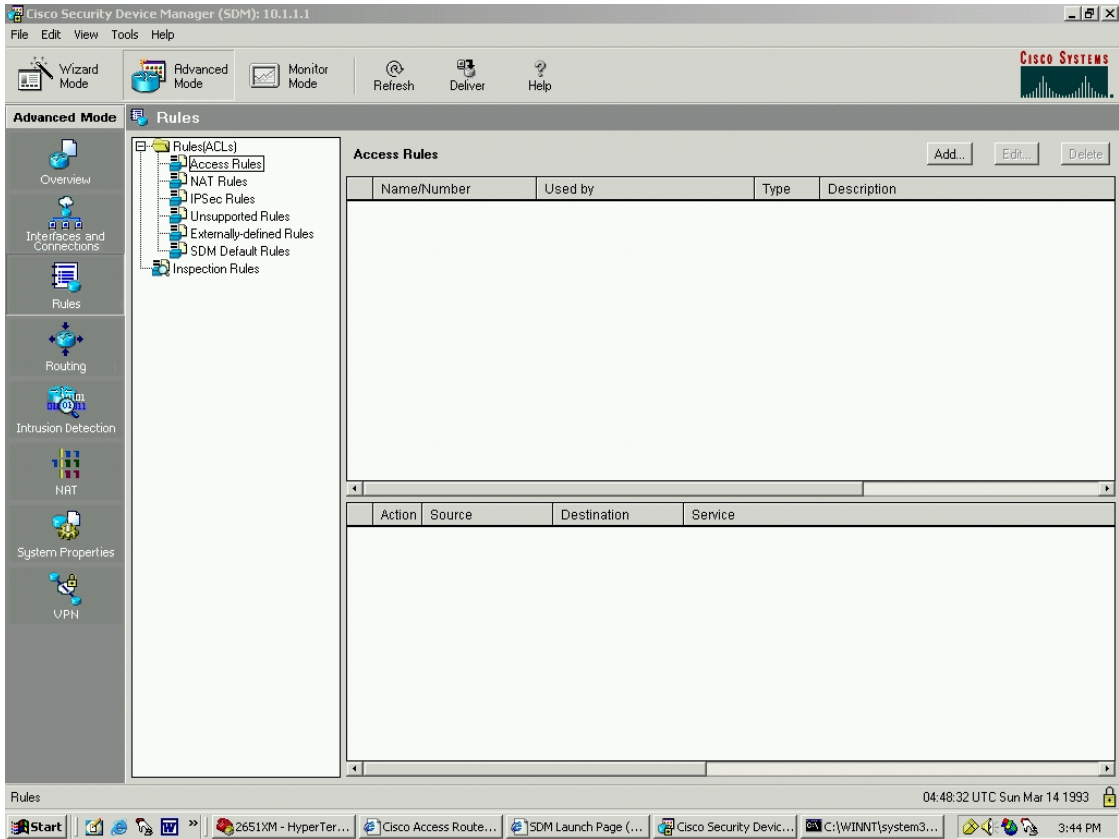 Cisco Security Device Manager (SDM): 10.1.1.1
File Edit View Tools Help
Wizard Mode
Advanced Mode
Monitor Mode
Refresh
Deliver
Help
CISCO SYSTEMS
Advanced Mode
Rules
Overview
Interfaces and Connections
Rules
Routing
Intrusion Detection
NAT
System Properties
VPN
Rules(ACLs)
Access Rules
NAT Rules
IPSec Rules
Unsupported Rules
Externally-defined Rules
SDM Default Rules
Inspection Rules
Access Rules
Add... Edit... Delete
Name/Number Used by Type Description
Action Source Destination Service
Rules
04:48:32 UTC Sun Mar 14 1993
Start
2651XM - HyperTer...
Cisco Access Route...
SDM Launch Page (...
Cisco Security Devic...
C:\WINNT\system3...
3:44 PM